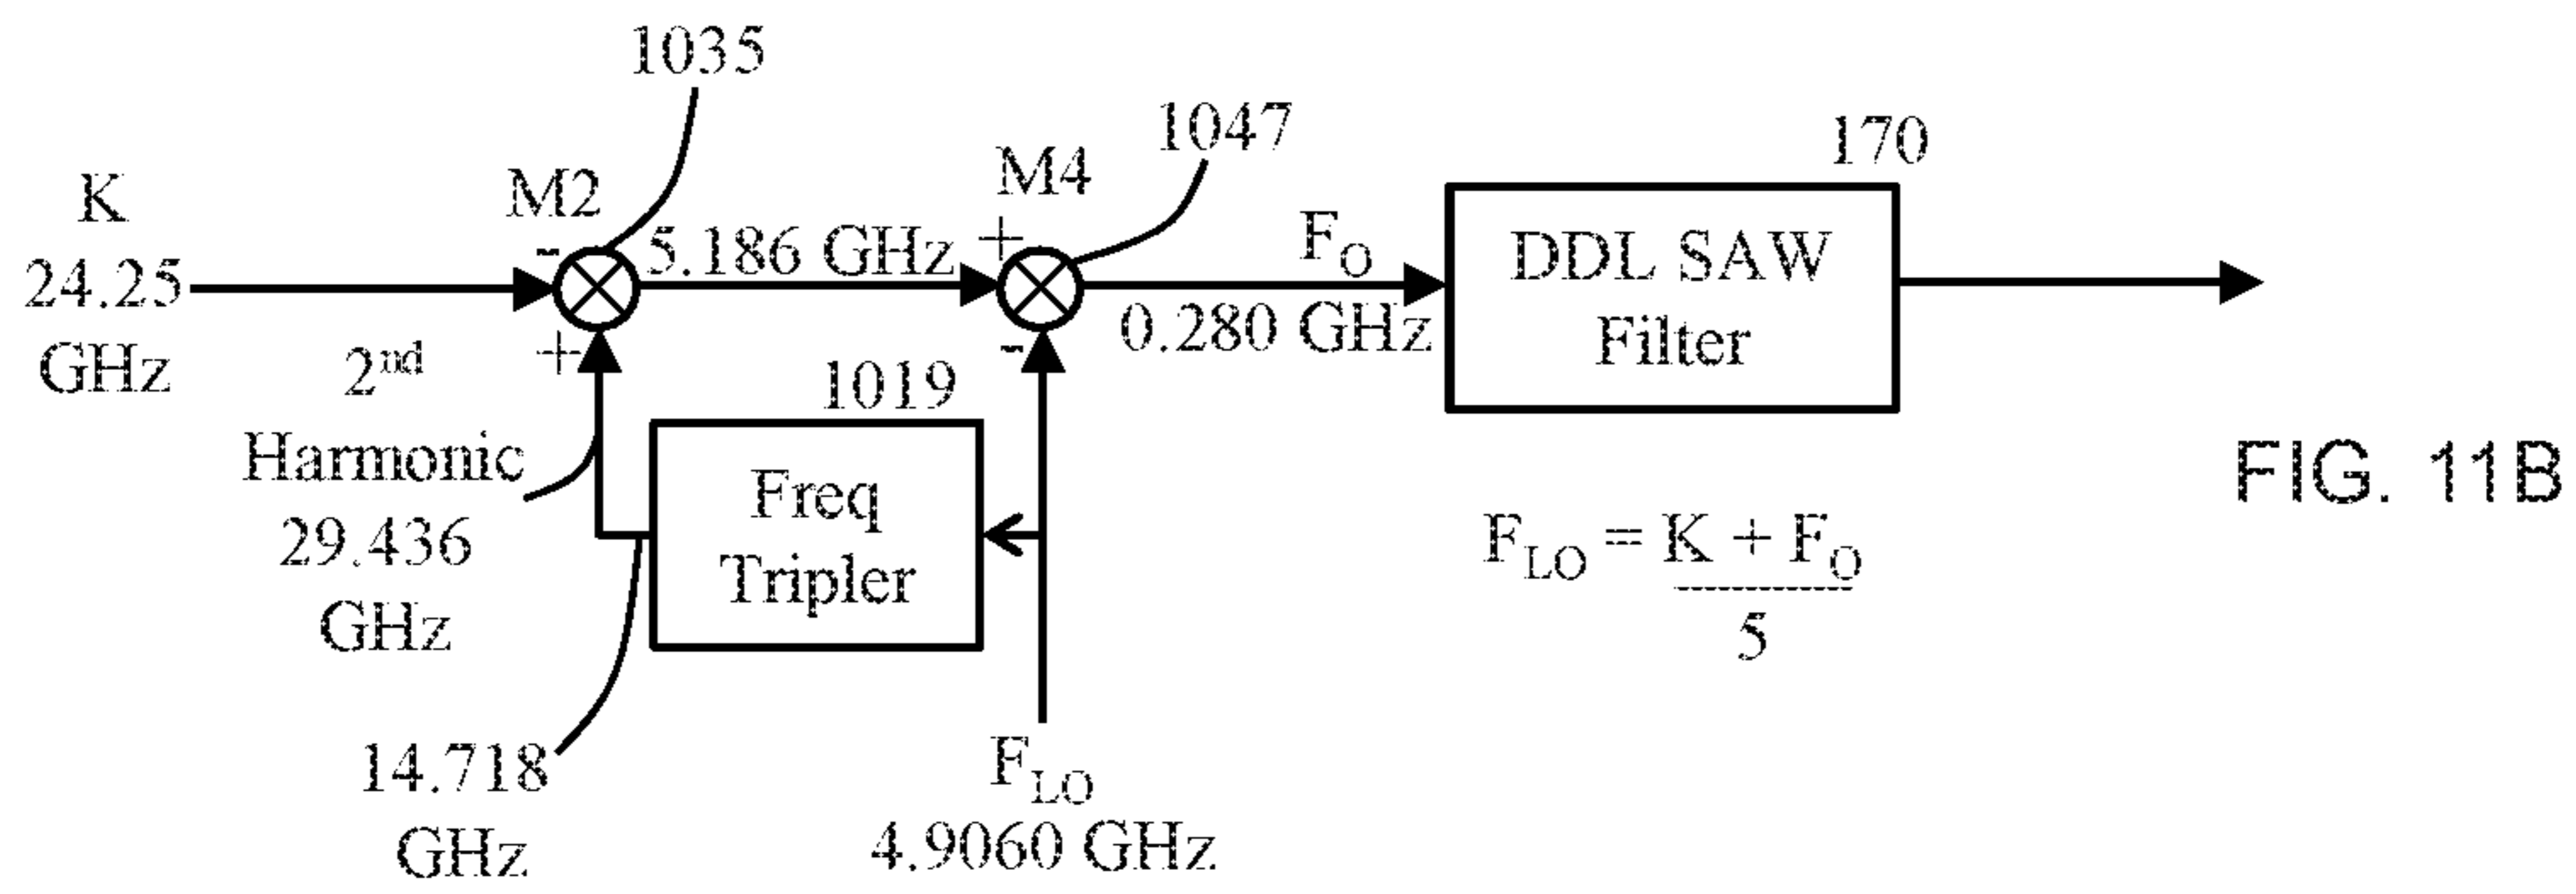 1035
1047
170
K
24.25
GHz
M2
-
+
5.186 GHz
M4
+
-
F_O
0.280 GHz
DDL SAW
Filter
2nd
Harmonic
29.436
GHz
1019
Freq
Tripler
14.718
GHz
F_LO
4.9060 GHz
F_LO = K + F_O
5
FIG. 11B